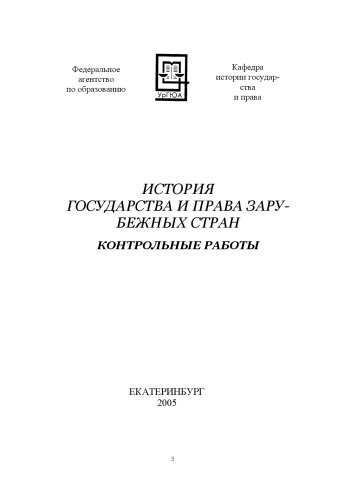 Федеральное
агентство
по образованию
УрГЮА
Кафедра
истории государ-
ства
и права
ИСТОРИЯ
ГОСУДАРСТВА И ПРАВА ЗАРУ-
БЕЖНЫХ СТРАН
КОНТРОЛЬНЫЕ РАБОТЫ
ЕКАТЕРИНБУРГ
2005
3